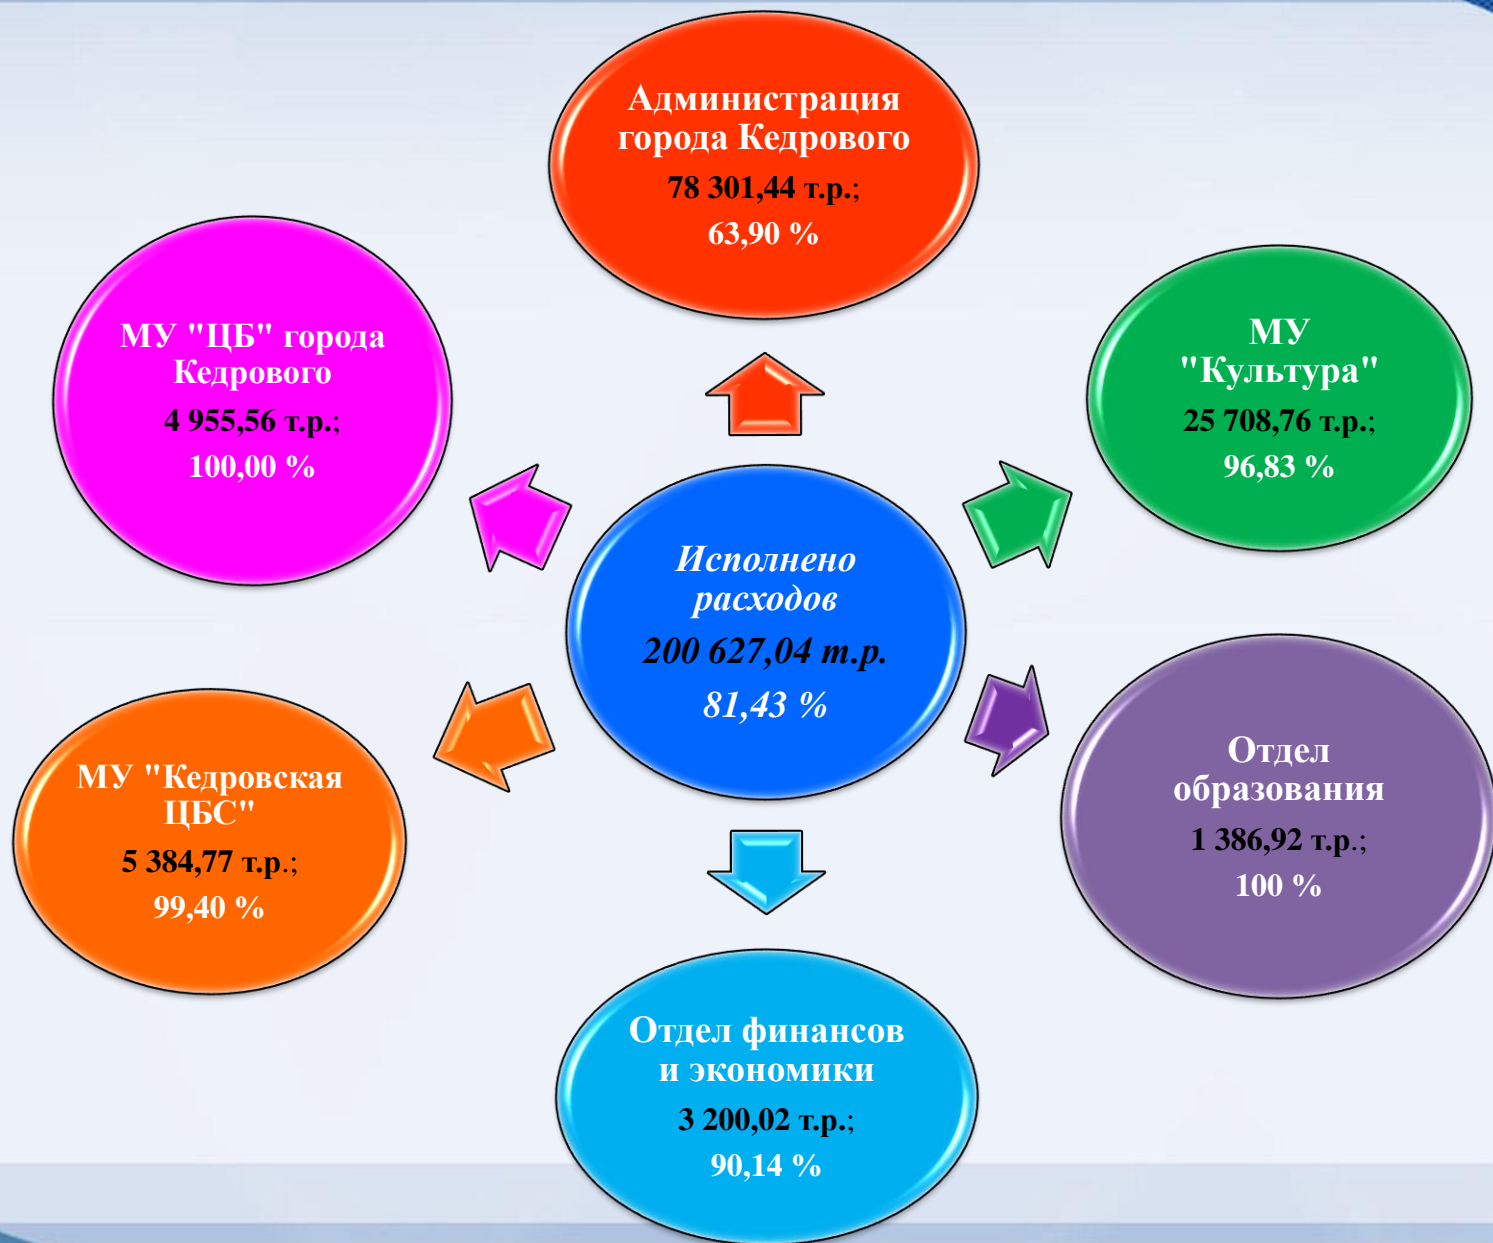 Администрация
города Кедрового
78 301,44 т.р.;
63,90 %
МУ "ЦБ" города
Кедрового
4 955,56 т.р.;
100,00 %
МУ
"Культура"
25 708,76 т.р.;
96,83 %
Исполнено
расходов
200 627,04 т.р.
81,43 %
МУ "Кедровская
ЦБС"
5 384,77 т.р.;
99,40 %
Отдел
образования
1 386,92 т.р.;
100 %
Отдел финансов
и экономики
3 200,02 т.р.;
90,14 %